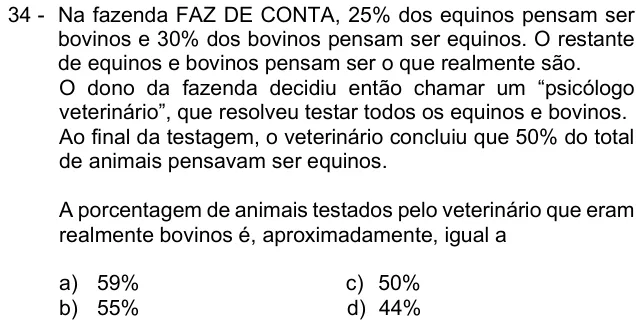 34 - Na fazenda FAZ DE CONTA, 25% dos equinos pensam ser
bovinos e 30% dos bovinos pensam ser equinos. O restante
de equinos e bovinos pensam ser o que realmente são.
O dono da fazenda decidiu então chamar um “psicólogo
veterinário”, que resolveu testar todos os equinos e bovinos.
Ao final da testagem, o veterinário concluiu que 50% do total
de animais pensavam ser equinos.
A porcentagem de animais testados pelo veterinário que eram
realmente bovinos é, aproximadamente, igual a
a) 59% c) 50%
b) 55% d) 44%